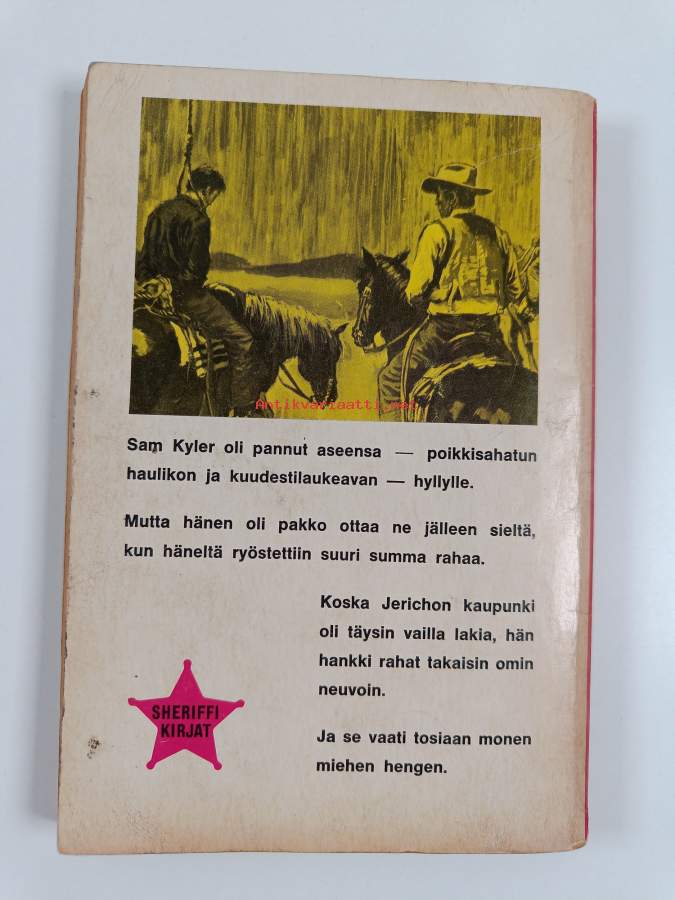 Antikvariaatti.net
Sam Kyler oli pannut aseensa — poikkisahatun
haulikon ja kuudestilaukeavan — hyllylle.
Mutta hänen oli pakko ottaa ne jälleen sieltä,
kun häneltä ryöstettiin suuri summa rahaa.
Koska Jerichon kaupunki
oli täysin vailla lakia, hän
hankki rahat takaisin omin
neuvoin.
SHERIFFI
KIRJAT
Ja se vaati tosiaan monen
miehen hengen.